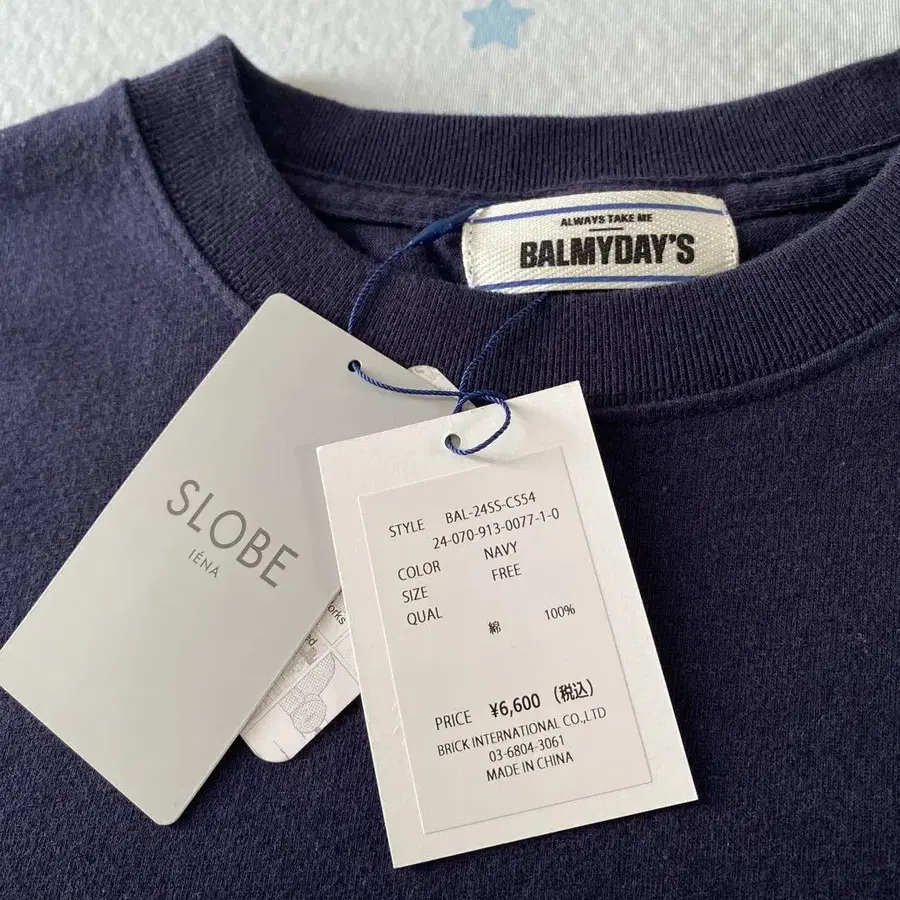 ALWAYS TAKE ME
BALMYDAY'S
SLOBE
IÉNA
orks
ed
STYLE BAL-24SS-CS54
24-070-913-0077-1-0
COLOR NAVY
SIZE FREE
QUAL
綿 100%
PRICE ¥6,600 (税込)
BRICK INTERNATIONAL CO.,LTD
03-6804-3061
MADE IN CHINA